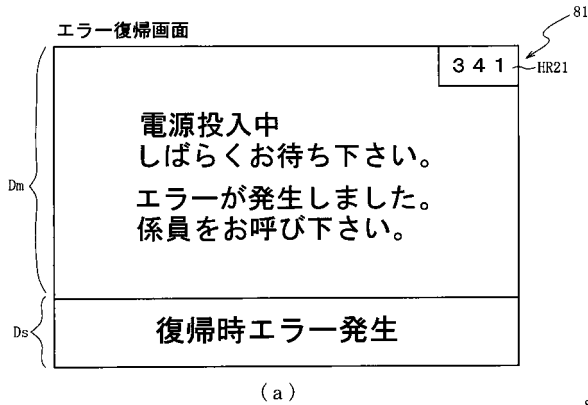 エラー復帰画面
81
341
HR21
電源投入中
しばらくお待ち下さい。
エラーが発生しました。
係員をお呼び下さい。
Dm
Ds
復帰時エラー発生
(a)